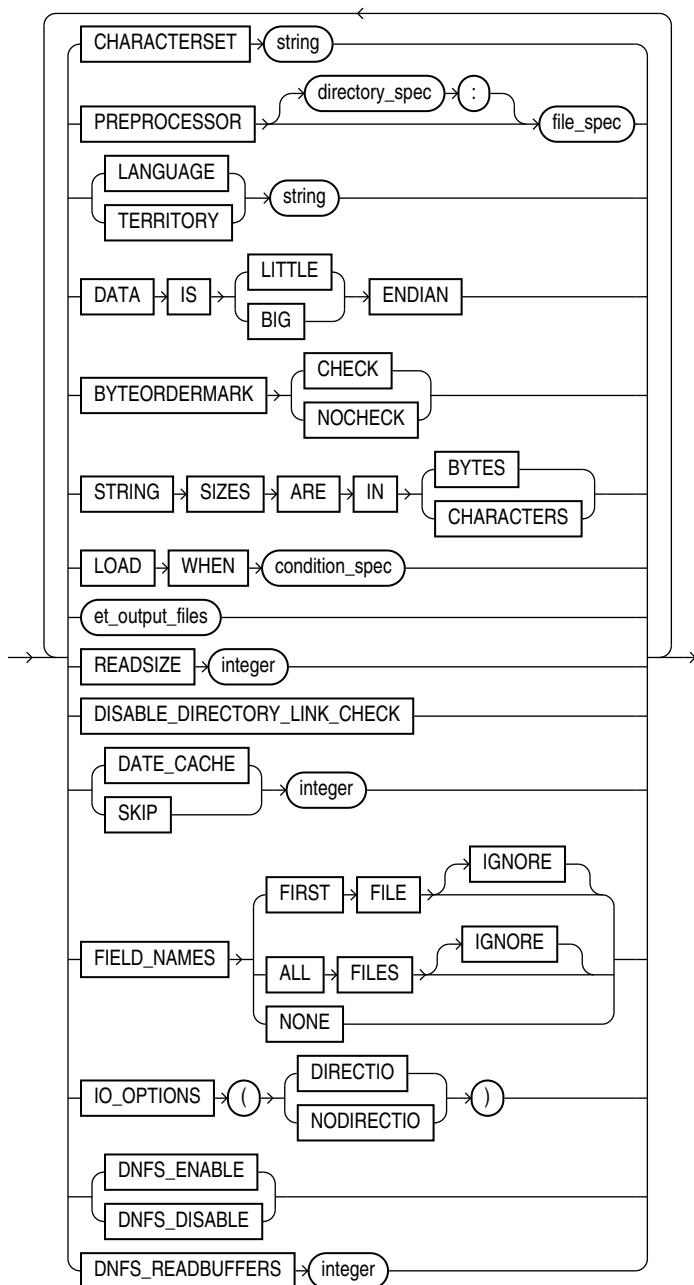 CHARACTERSET string
directory_spec :
PREPROCESSOR file_spec
LANGUAGE
string
TERRITORY
LITTLE
DATA IS ENDIAN
BIG
CHECK
BYTEORDERMARK
NOCHECK
BYTES
STRING SIZES ARE IN
CHARACTERS
LOAD WHEN condition_spec
et_output_files
READSIZE integer
DISABLE_DIRECTORY_LINK_CHECK
DATE_CACHE
integer
SKIP
IGNORE
FIRST FILE
IGNORE
FIELD_NAMES
ALL FILES
NONE
DIRECTIO
IO_OPTIONS ( )
NODIRECTIO
DNFS_ENABLE
DNFS_DISABLE
DNFS_READBUFFERS integer